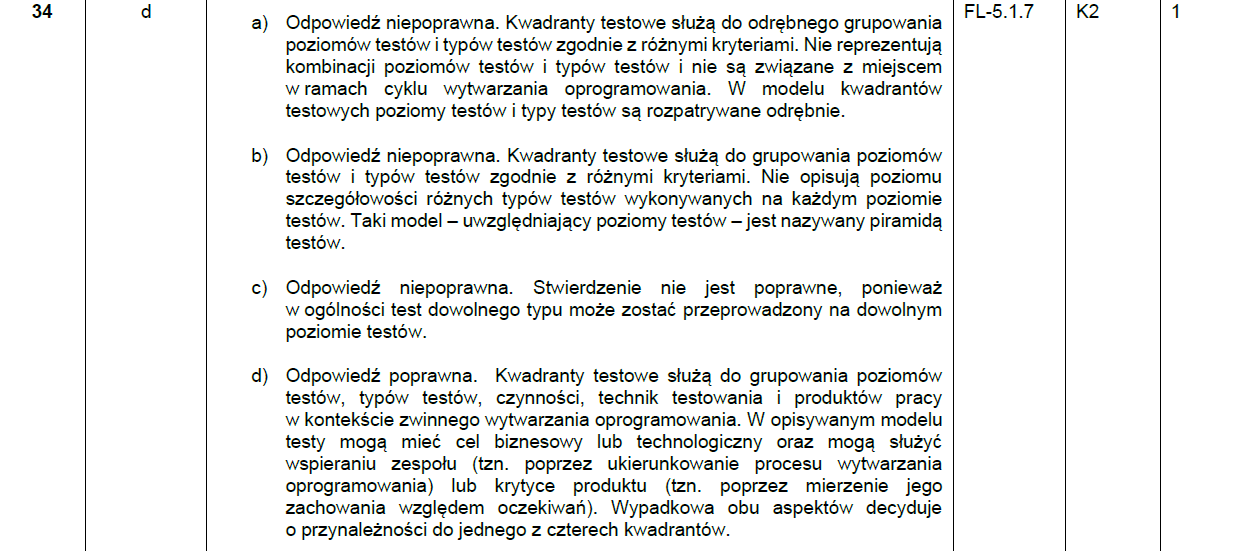 34 d a) Odpowiedź niepoprawna. Kwadranty testowe służą do odrębnego grupowania FL-5.1.7 K2 1
poziomów testów i typów testów zgodnie z różnymi kryteriami. Nie reprezentują
kombinacji poziomów testów i typów testów i nie są związane z miejscem
w ramach cyklu wytwarzania oprogramowania. W modelu kwadrantów
testowych poziomy testów i typy testów są rozpatrywane odrębnie.
b) Odpowiedź niepoprawna. Kwadranty testowe służą do grupowania poziomów
testów i typów testów zgodnie z różnymi kryteriami. Nie opisują poziomu
szczegółowości różnych typów testów wykonywanych na każdym poziomie
testów. Taki model – uwzględniający poziomy testów – jest nazywany piramidą
testów.
c) Odpowiedź niepoprawna. Stwierdzenie nie jest poprawne, ponieważ
w ogólności test dowolnego typu może zostać przeprowadzony na dowolnym
poziomie testów.
d) Odpowiedź poprawna. Kwadranty testowe służą do grupowania poziomów
testów, typów testów, czynności, technik testowania i produktów pracy
w kontekście zwinnego wytwarzania oprogramowania. W opisywanym modelu
testy mogą mieć cel biznesowy lub technologiczny oraz mogą służyć
wspieraniu zespołu (tzn. poprzez ukierunkowanie procesu wytwarzania
oprogramowania) lub krytyce produktu (tzn. poprzez mierzenie jego
zachowania względem oczekiwań). Wypadkowa obu aspektów decyduje
o przynależności do jednego z czterech kwadrantów.